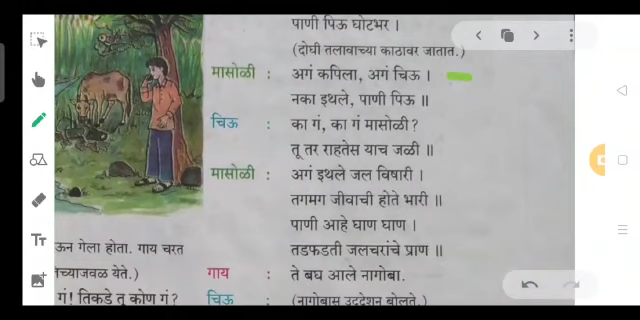 पाणी पिऊ घोटभर ।
(दोघी तलावाच्या काठावर जातात.)
मासोळी : अगं कपिला, अगं चिऊ ।
नका इथले, पाणी पिऊ ॥
चिऊ : का गं, का गं मासोळी?
तू तर राहतेस याच जळी ॥
मासोळी : अगं इथले जल विषारी ।
तगमग जीवाची होते भारी ॥
पाणी आहे घाण घाण ।
तडफडती जलचरांचे प्राण ॥
गाय : ते बघ आले नागोबा.
चिऊ : (नागोबास उद्देशून बोलते.)
ऊन गेला होता. गाय चरत
च्याजवळ येते.)
गं! तिकडे तू कोण गं?
Tт